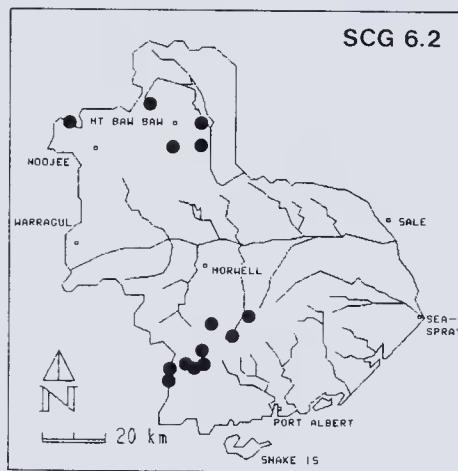 SCG 6.2
MT BAW BAW
NOOJEE
WARRAGUL
SALE
MORWELL
SEA-
SPRAY
N
20 km
PORT ALBERT
SNAKE IS